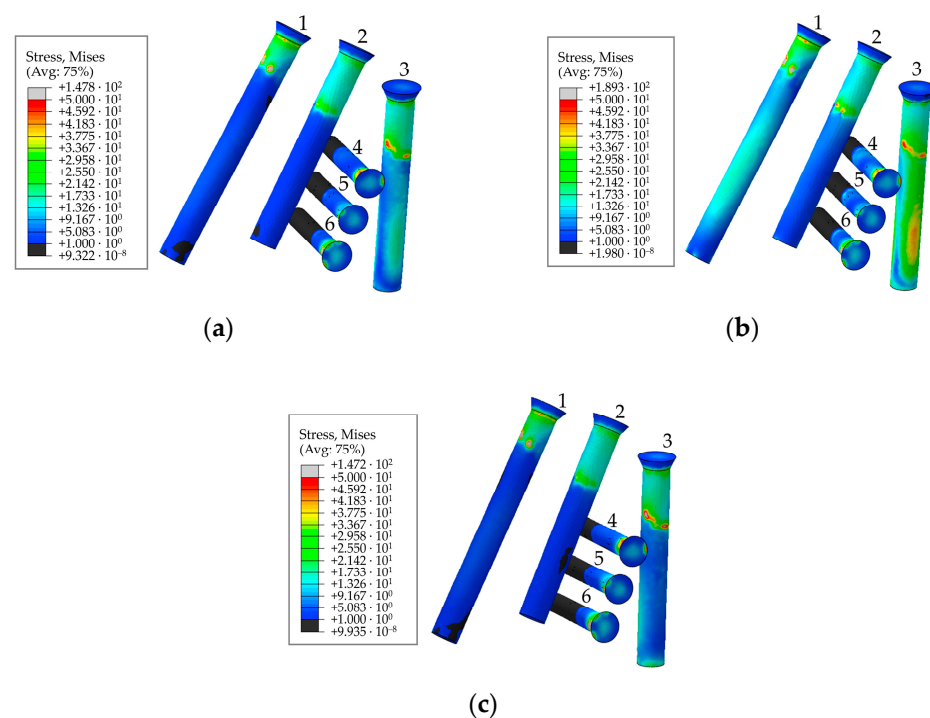 1
2
3
4
5
6
Stress, Mises
(Avg: 75%)
+1.478 · 10²
+5.000 · 10¹
+4.592 · 10¹
+4.183 · 10¹
+3.775 · 10¹
+3.367 · 10¹
+2.958 · 10¹
+2.550 · 10¹
+2.142 · 10¹
+1.733 · 10¹
+1.326 · 10¹
+9.167 · 10⁰
+5.083 · 10⁰
+1.000 · 10⁰
+9.322 · 10⁻⁸
(a)
1
2
3
4
5
6
Stress, Mises
(Avg: 75%)
+1.893 · 10²
+5.000 · 10¹
+4.592 · 10¹
+4.183 · 10¹
+3.775 · 10¹
+3.367 · 10¹
+2.958 · 10¹
+2.550 · 10¹
+2.142 · 10¹
+1.733 · 10¹
+1.326 · 10¹
+9.167 · 10⁰
+5.083 · 10⁰
+1.000 · 10⁰
+1.980 · 10⁻⁸
(b)
1
2
3
4
5
6
Stress, Mises
(Avg: 75%)
+1.472 · 10²
+5.000 · 10¹
+4.592 · 10¹
+4.183 · 10¹
+3.775 · 10¹
+3.367 · 10¹
+2.958 · 10¹
+2.550 · 10¹
+2.142 · 10¹
+1.733 · 10¹
+1.326 · 10¹
+9.167 · 10⁰
+5.083 · 10⁰
+1.000 · 10⁰
+9.935 · 10⁻⁸
(c)